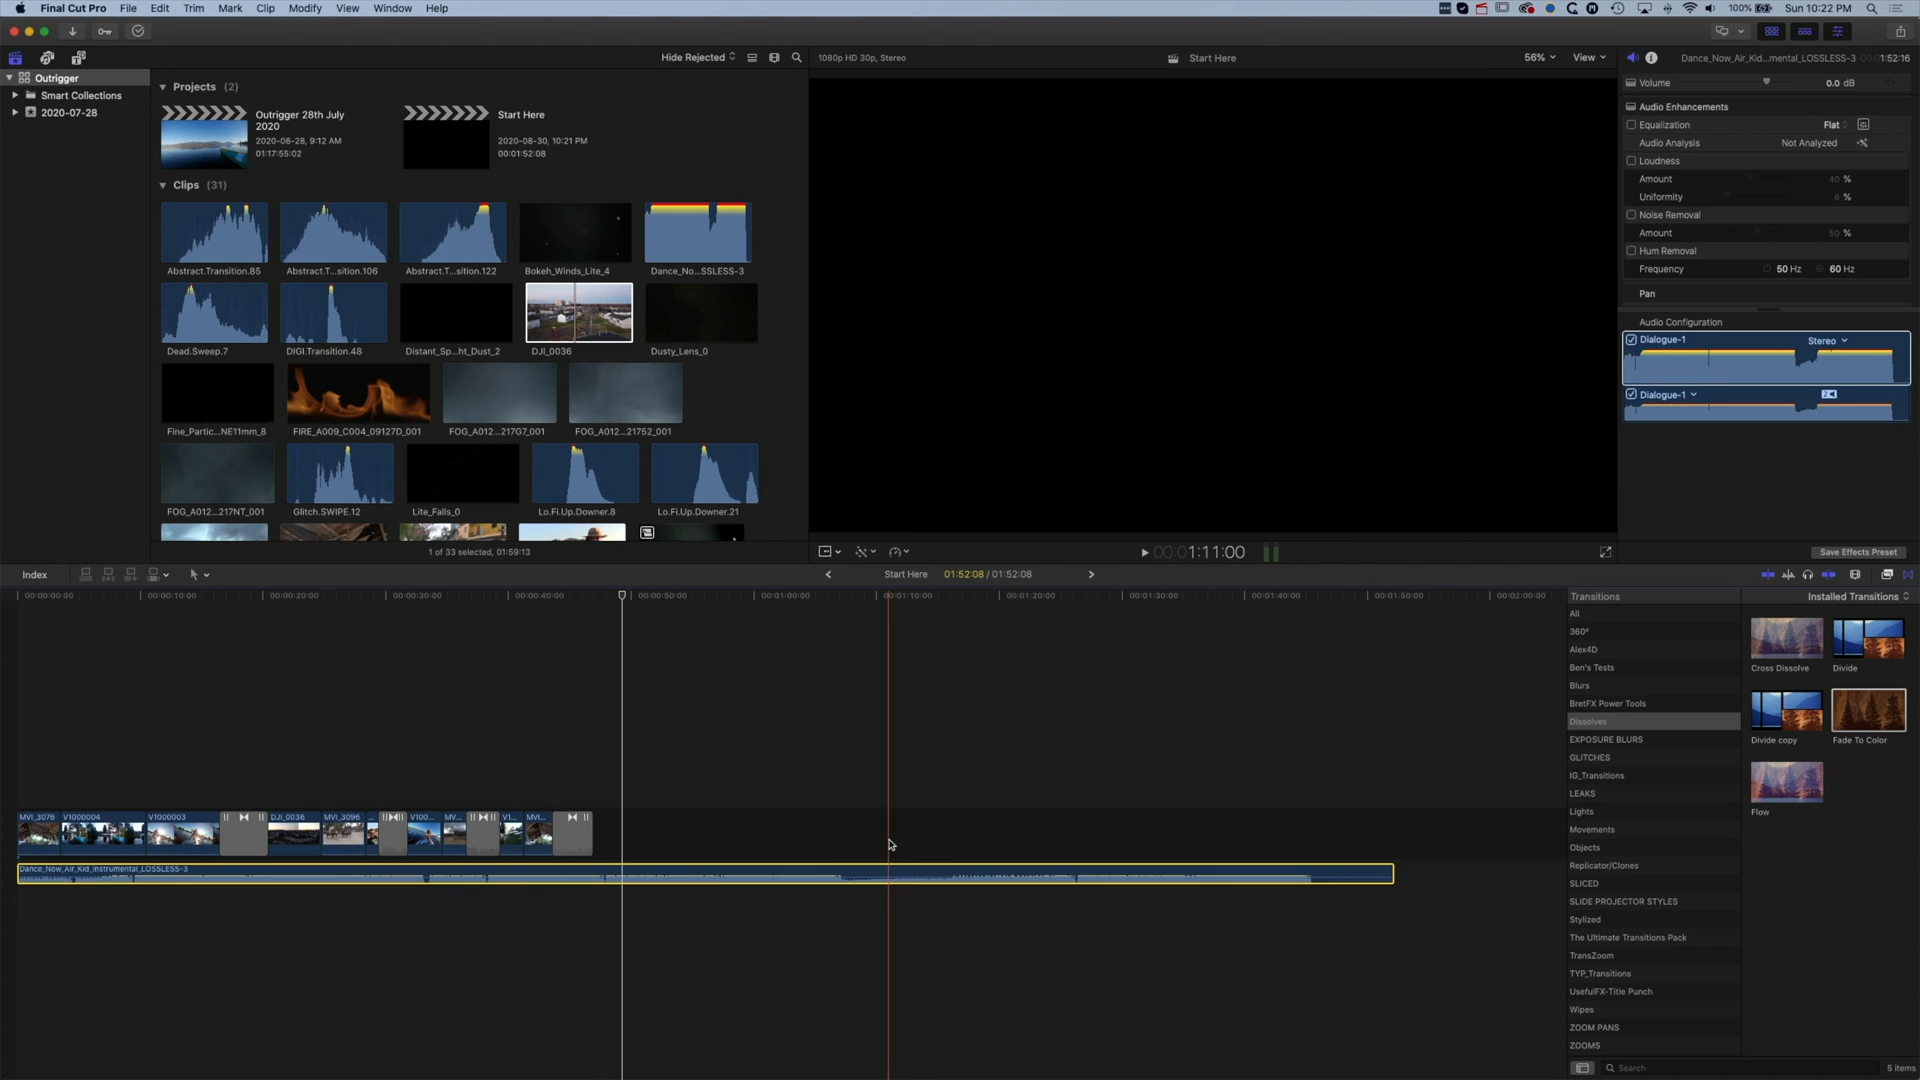 Final Cut Pro File Edit Trim Mark Clip Modify View Window Help
100% Sun 10:22 PM
Hide Rejected
1080p HD 30p, Stereo
Start Here
56% View
Dance_Now_Air_Kid...mental_LOSSLESS-3
1:52:16
Outrigger
Smart Collections
2020-07-28
Projects (2)
Outrigger 28th July
2020
2020-08-28, 9:12 AM
01:17:55:02
Start Here
2020-08-30, 10:21 PM
00:01:52:08
Clips (31)
Abstract.Transition.85
Abstract.T...sition.106
Abstract.T...sition.122
Bokeh_Winds_Lite_4
Dance_No...SSLESS-3
Dead.Sweep.7
DIGI.Transition.48
Distant_Sp...ht_Dust_2
DJI_0036
Dusty_Lens_0
Fine_Partic...NE11mm_8
FIRE_A009_C004_09127D_001
FOG_A012...217G7_001
FOG_A012...21752_001
FOG_A012...217NT_001
Glitch.SWIPE.12
Lite_Falls_0
Lo.Fi.Up.Downer.8
Lo.Fi.Up.Downer.21
1 of 33 selected, 01:59:13
00:00:01:11:00
Volume 0.0 dB
Audio Enhancements
Equalization Flat
Audio Analysis Not Analyzed
Loudness
Amount 40 %
Uniformity 6 %
Noise Removal
Amount 50 %
Hum Removal
Frequency 50 Hz 60 Hz
Pan
Audio Configuration
Dialogue-1 Stereo
Dialogue-1
Save Effects Preset
Index
Start Here 01:52:08 / 01:52:08
00:00:00:00 00:00:10:00 00:00:20:00 00:00:30:00 00:00:40:00 00:00:50:00 00:01:00:00 00:01:10:00 00:01:20:00 00:01:30:00 00:01:40:00 00:01:50:00 00:02:00:00
MVI_3076 V1000004 V1000003 DJI_0036 MVI_3096 ... V100... MV... V1... MVI...
Dance_Now_Air_Kid_Instrumental_LOSSLESS-3
Transitions
Installed Transitions
All
360°
Alex4D
Ben's Tests
Blurs
BretFX Power Tools
Dissolves
EXPOSURE BLURS
GLITCHES
IG_Transitions
LEAKS
Lights
Movements
Objects
Replicator/Clones
SLICED
SLIDE PROJECTOR STYLES
Stylized
The Ultimate Transitions Pack
TransZoom
TYP_Transitions
UsefulFX-Title Punch
Wipes
ZOOM PANS
ZOOMS
Cross Dissolve
Divide
Divide copy
Fade To Color
Flow
Search
5 items